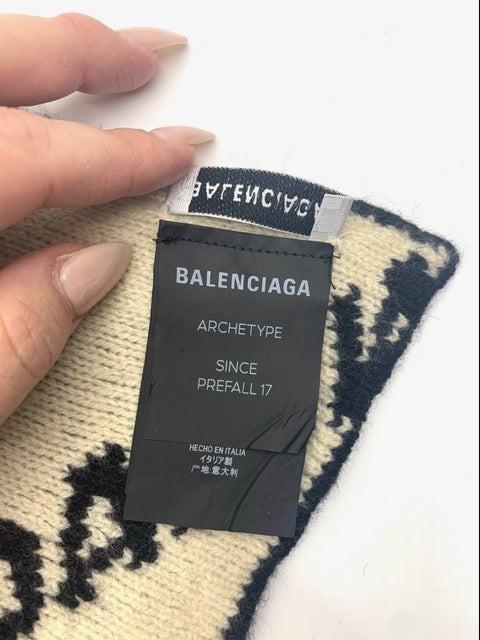 BALENCIAGA
BALENCIAGA
ARCHETYPE
SINCE
PREFALL 17
HECHO EN ITALIA
イタリア製
产地:意大利